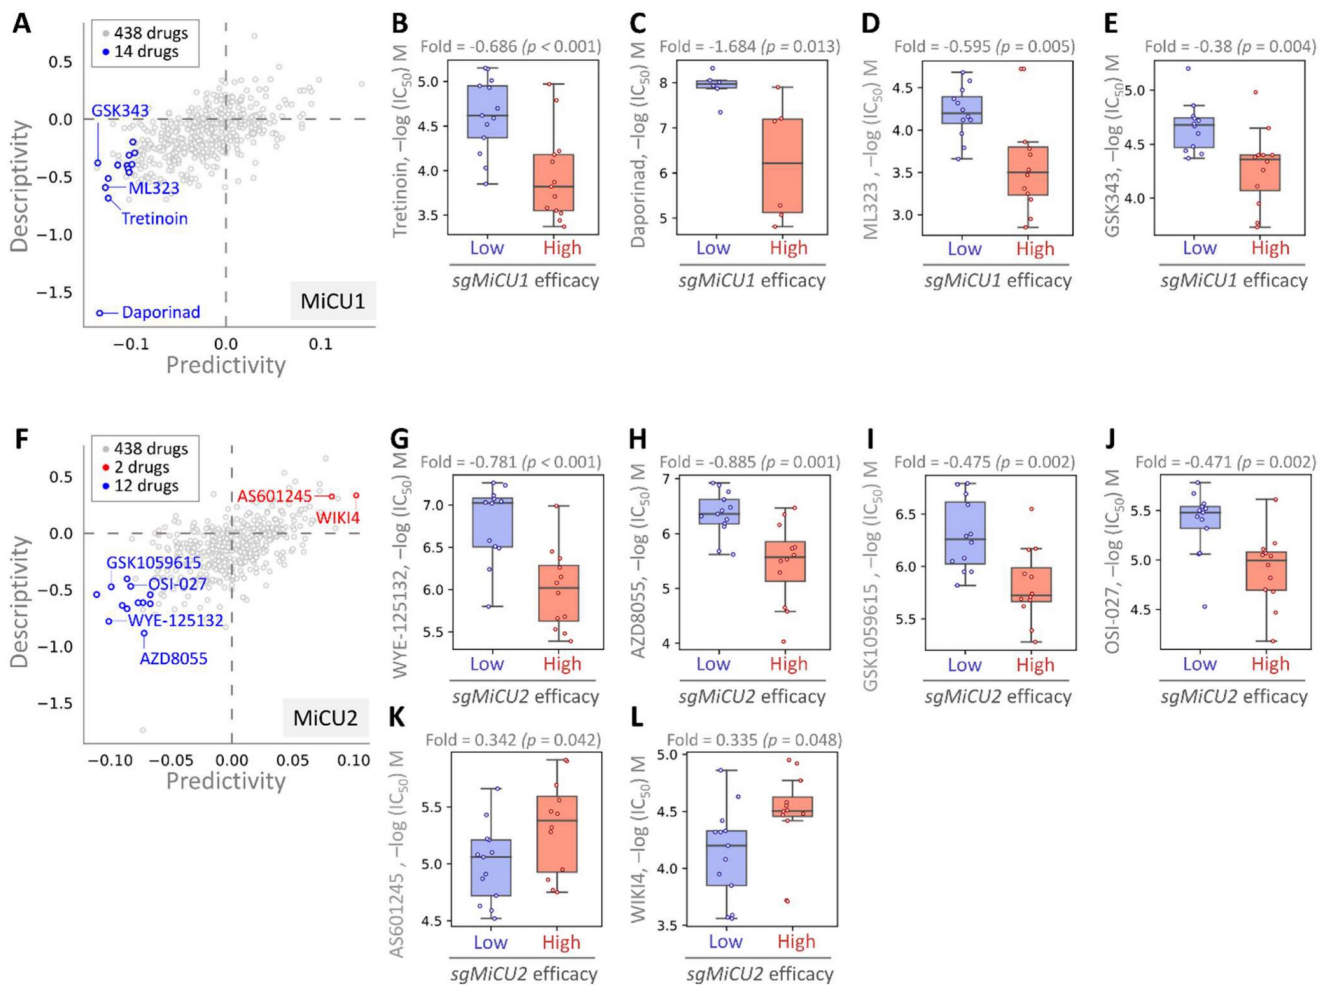 A
438 drugs
14 drugs
0.5
0.0
−0.5
−1.0
−1.5
Descriptivity
GSK343
ML323
Tretinoin
Daporinad
MiCU1
−0.1
0.0
0.1
Predictivity
B
Fold = -0.686 (p < 0.001)
Tretinoin, −log (IC50) M
5.0
4.5
4.0
3.5
Low
High
sgMiCU1 efficacy
C
Fold = -1.684 (p = 0.013)
Daporinad, −log (IC50) M
8
7
6
5
Low
High
sgMiCU1 efficacy
D
Fold = -0.595 (p = 0.005)
ML323 , −log (IC50) M
4.5
4.0
3.5
3.0
Low
High
sgMiCU1 efficacy
E
Fold = -0.38 (p = 0.004)
GSK343, −log (IC50) M
5.0
4.5
4.0
Low
High
sgMiCU1 efficacy
F
438 drugs
2 drugs
12 drugs
0.5
0.0
−0.5
−1.0
−1.5
Descriptivity
AS601245
WIKI4
GSK1059615
OSI-027
WYE-125132
AZD8055
MiCU2
−0.10
−0.05
0.00
0.05
0.10
Predictivity
G
Fold = -0.781 (p < 0.001)
WYE-125132, −log (IC50) M
7.0
6.5
6.0
5.5
Low
High
sgMiCU2 efficacy
H
Fold = -0.885 (p = 0.001)
AZD8055, −log (IC50) M
7
6
5
4
Low
High
sgMiCU2 efficacy
I
Fold = -0.475 (p = 0.002)
GSK1059615 , −log (IC50) M
6.5
6.0
5.5
Low
High
sgMiCU2 efficacy
J
Fold = -0.471 (p = 0.002)
OSI-027, −log (IC50) M
5.5
5.0
4.5
Low
High
sgMiCU2 efficacy
K
Fold = 0.342 (p = 0.042)
AS601245 , −log (IC50) M
5.5
5.0
4.5
Low
High
sgMiCU2 efficacy
L
Fold = 0.335 (p = 0.048)
WIKI4, −log (IC50) M
5.0
4.5
4.0
3.5
Low
High
sgMiCU2 efficacy